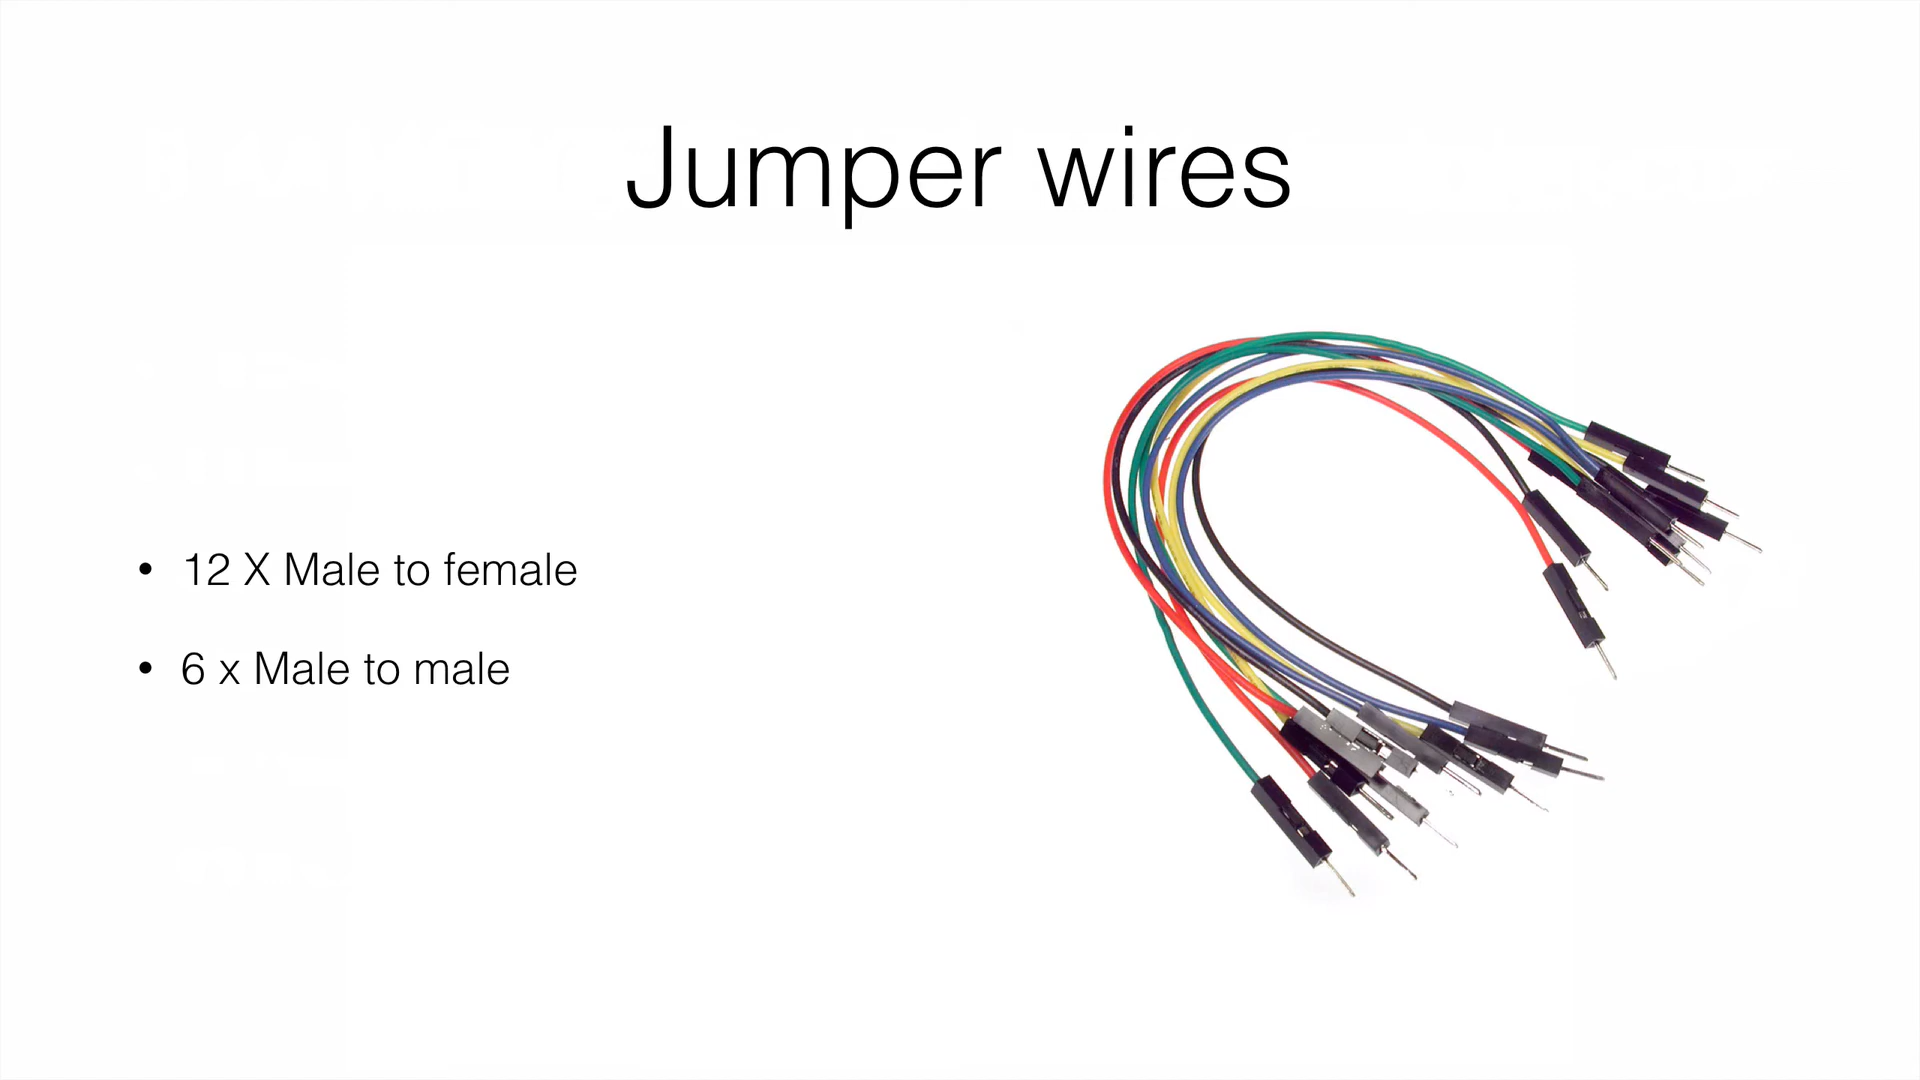 Jumper wires
• 12 X Male to female
• 6 x Male to male